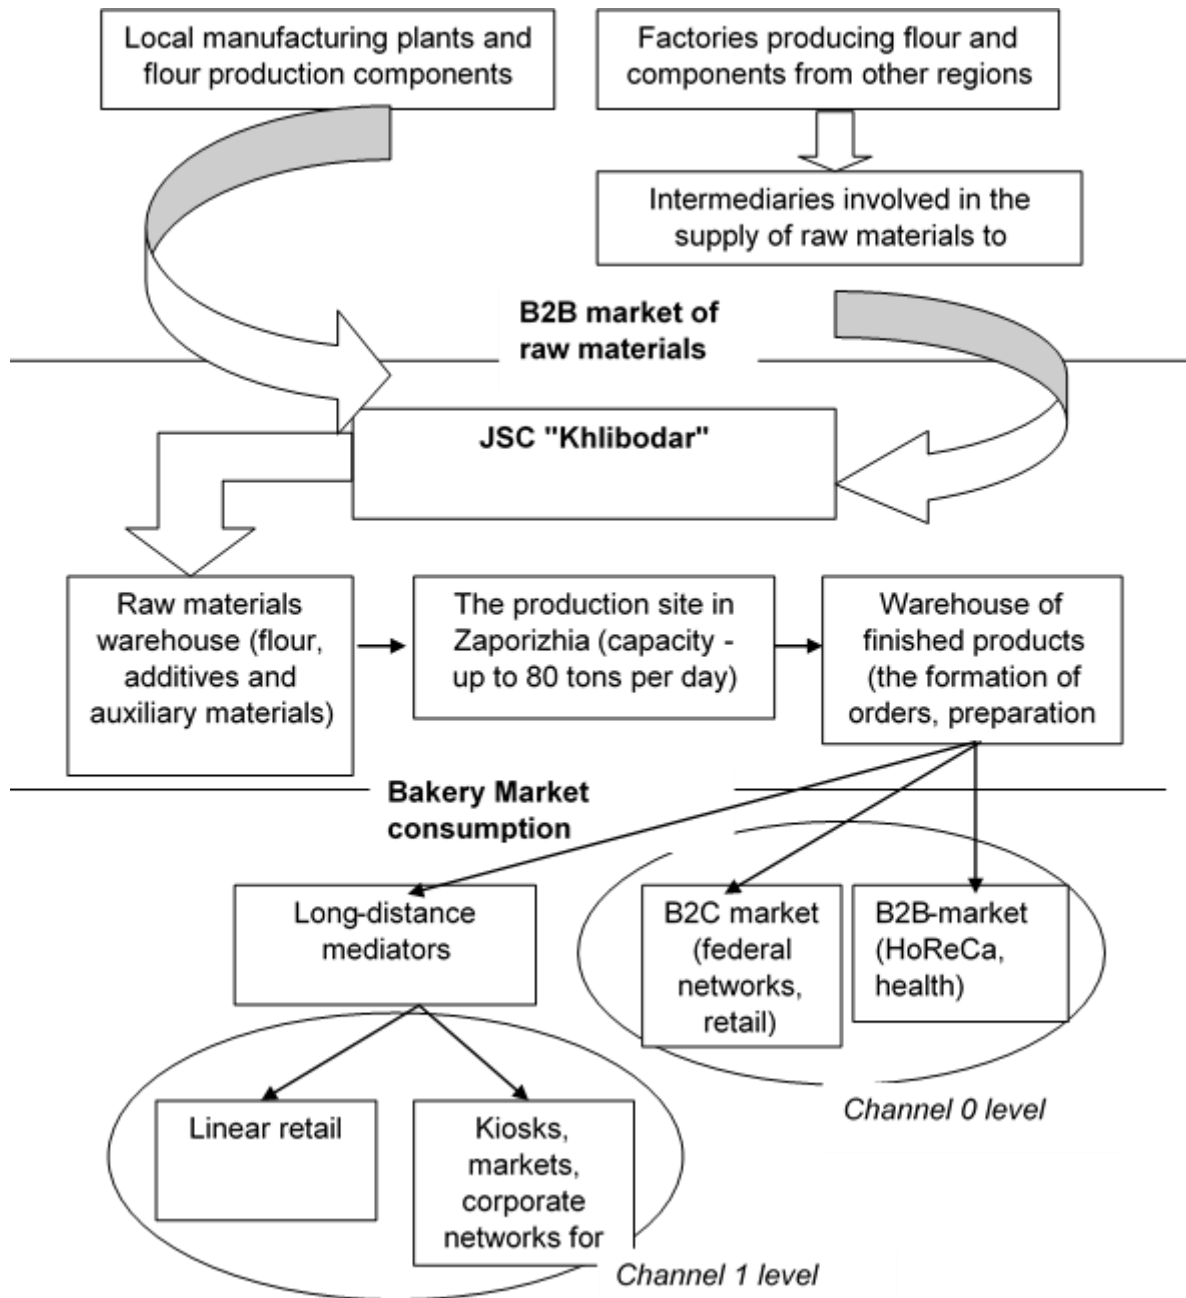 Local manufacturing plants and
flour production components
Factories producing flour and
components from other regions
Intermediaries involved in the
supply of raw materials to
B2B market of
raw materials
JSC "Khlibodar"
Raw materials
warehouse (flour,
additives and
auxiliary materials)
The production site in
Zaporizhia (capacity -
up to 80 tons per day)
Warehouse of
finished products
(the formation of
orders, preparation
Bakery Market
consumption
Long-distance
mediators
B2C market
(federal
networks,
retail)
B2B-market
(HoReCa,
health)
Channel 0 level
Linear retail
Kiosks,
markets,
corporate
networks for
Channel 1 level